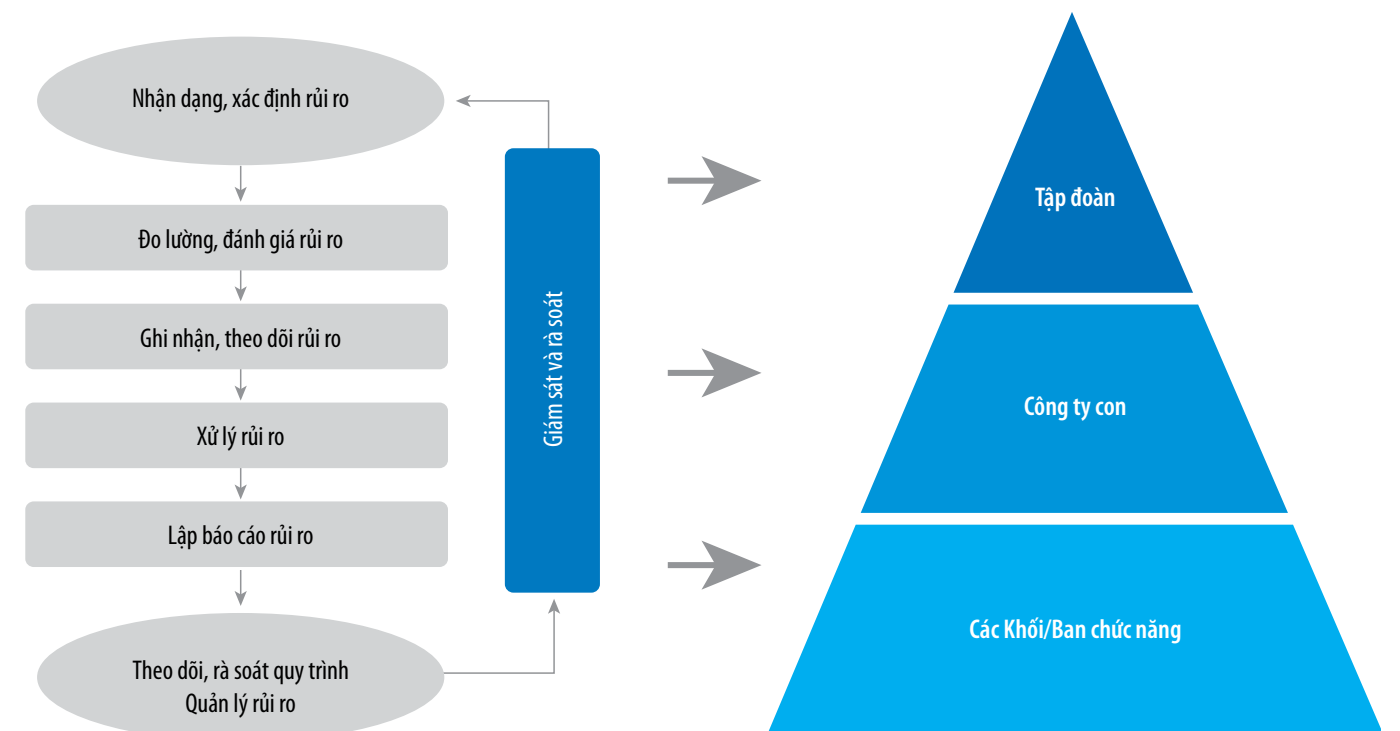 Nhận dạng, xác định rủi ro
Đo lường, đánh giá rủi ro
Ghi nhận, theo dõi rủi ro
Xử lý rủi ro
Lập báo cáo rủi ro
Theo dõi, rà soát quy trình
Quản lý rủi ro
Giám sát và rà soát
Tập đoàn
Công ty con
Các Khối/Ban chức năng